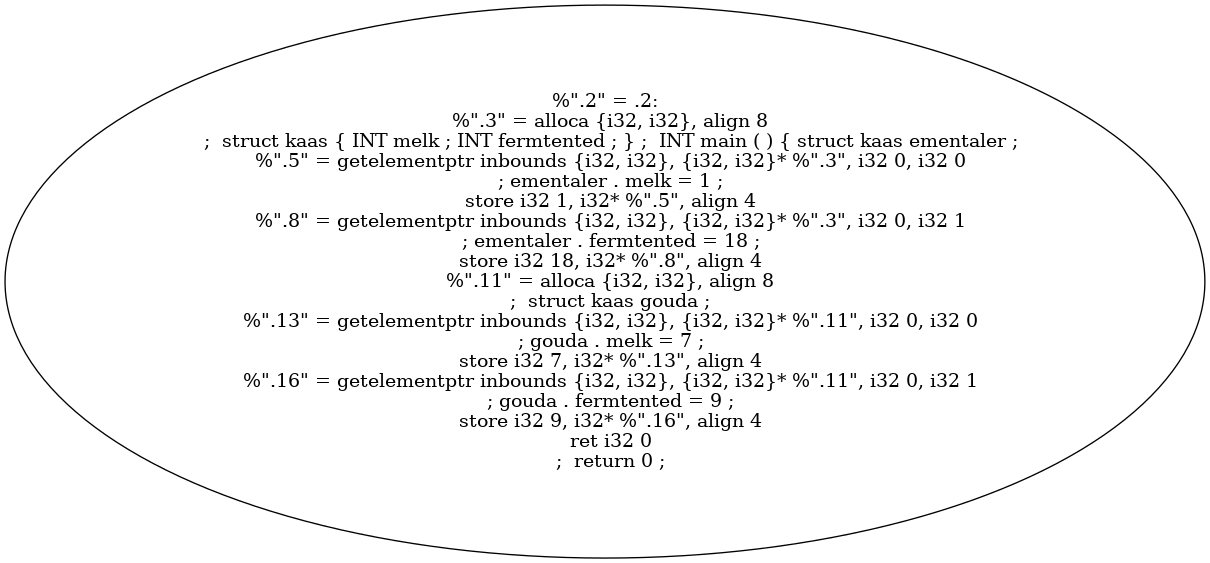 %".2" = .2:
%".3" = alloca {i32, i32}, align 8
;  struct kaas { INT melk ; INT fermtented ; } ;  INT main ( ) { struct kaas ementaler ;
%".5" = getelementptr inbounds {i32, i32}, {i32, i32}* %".3", i32 0, i32 0
; ementaler . melk = 1 ;
store i32 1, i32* %".5", align 4
%".8" = getelementptr inbounds {i32, i32}, {i32, i32}* %".3", i32 0, i32 1
; ementaler . fermtented = 18 ;
store i32 18, i32* %".8", align 4
%".11" = alloca {i32, i32}, align 8
;  struct kaas gouda ;
%".13" = getelementptr inbounds {i32, i32}, {i32, i32}* %".11", i32 0, i32 0
; gouda . melk = 7 ;
store i32 7, i32* %".13", align 4
%".16" = getelementptr inbounds {i32, i32}, {i32, i32}* %".11", i32 0, i32 1
; gouda . fermtented = 9 ;
store i32 9, i32* %".16", align 4
ret i32 0
;  return 0 ;